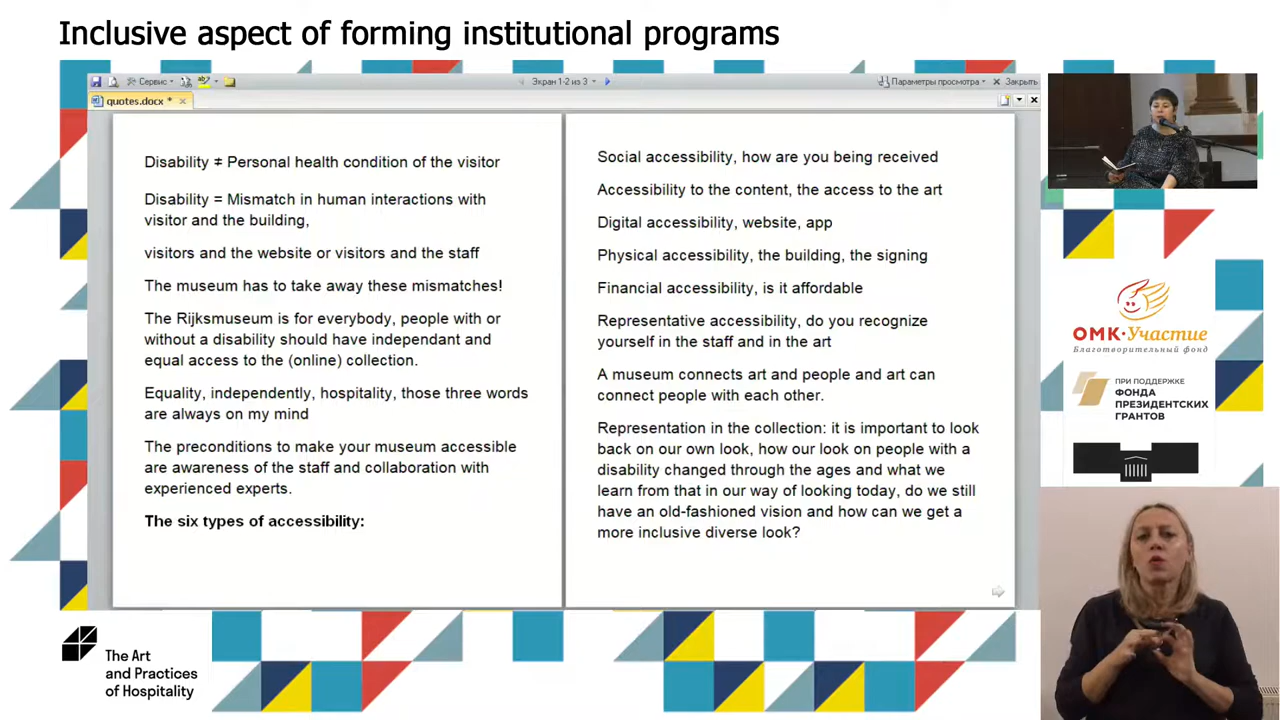 Inclusive aspect of forming institutional programs
Сервис
Экран 1-2 из 3
Параметры просмотра
Закрыть
quotes.docx *
Disability ≠ Personal health condition of the visitor
Disability = Mismatch in human interactions with
visitor and the building,
visitors and the website or visitors and the staff
The museum has to take away these mismatches!
The Rijksmuseum is for everybody, people with or
without a disability should have independant and
equal access to the (online) collection.
Equality, independently, hospitality, those three words
are always on my mind
The preconditions to make your museum accessible
are awareness of the staff and collaboration with
experienced experts.
The six types of accessibility:
Social accessibility, how are you being received
Accessibility to the content, the access to the art
Digital accessibility, website, app
Physical accessibility, the building, the signing
Financial accessibility, is it affordable
Representative accessibility, do you recognize
yourself in the staff and in the art
A museum connects art and people and art can
connect people with each other.
Representation in the collection: it is important to look
back on our own look, how our look on people with a
disability changed through the ages and what we
learn from that in our way of looking today, do we still
have an old-fashioned vision and how can we get a
more inclusive diverse look?
ОМК·Участие
Благотворительный фонд
ПРИ ПОДДЕРЖКЕ
ФОНДА
ПРЕЗИДЕНТСКИХ
ГРАНТОВ
The Art
and Practices
of Hospitality